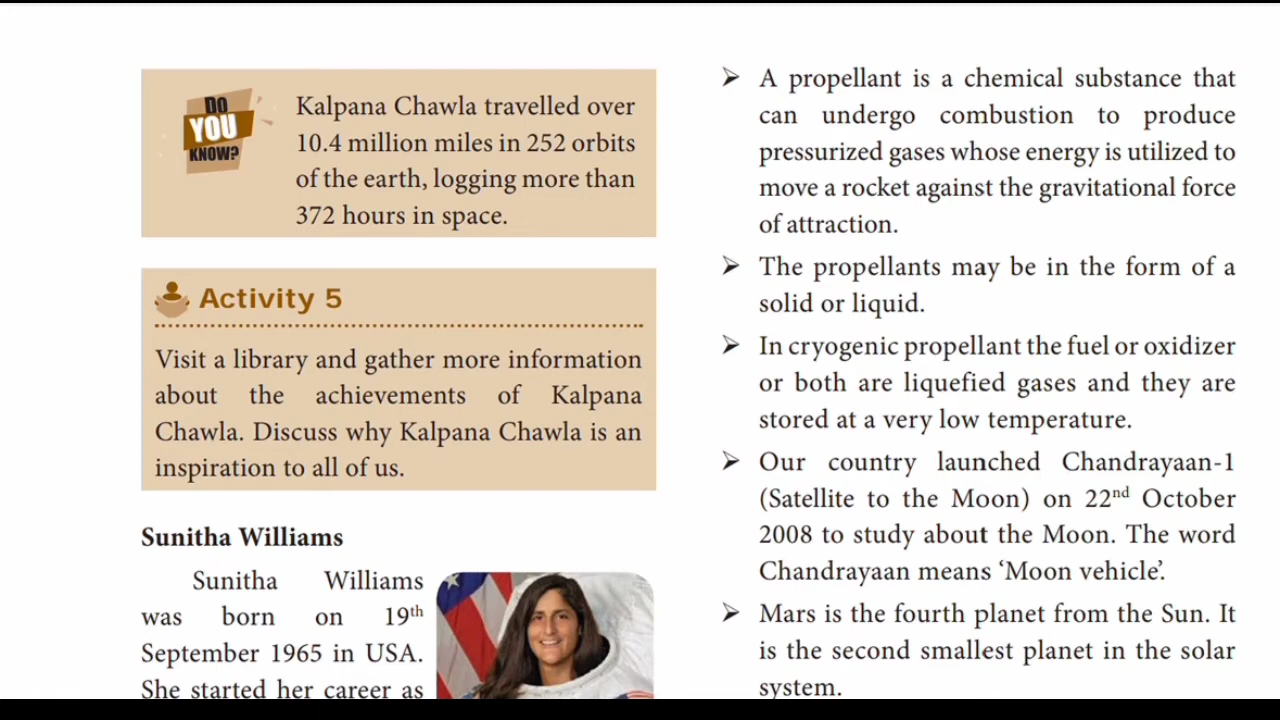 DO
YOU
KNOW?
Kalpana Chawla travelled over
10.4 million miles in 252 orbits
of the earth, logging more than
372 hours in space.
Activity 5
Visit a library and gather more information
about the achievements of Kalpana
Chawla. Discuss why Kalpana Chawla is an
inspiration to all of us.
Sunitha Williams
Sunitha Williams
was born on 19th
September 1965 in USA.
She started her career as
➤ A propellant is a chemical substance that
can undergo combustion to produce
pressurized gases whose energy is utilized to
move a rocket against the gravitational force
of attraction.
➤ The propellants may be in the form of a
solid or liquid.
➤ In cryogenic propellant the fuel or oxidizer
or both are liquefied gases and they are
stored at a very low temperature.
➤ Our country launched Chandrayaan-1
(Satellite to the Moon) on 22nd October
2008 to study about the Moon. The word
Chandrayaan means ‘Moon vehicle’.
➤ Mars is the fourth planet from the Sun. It
is the second smallest planet in the solar
system.